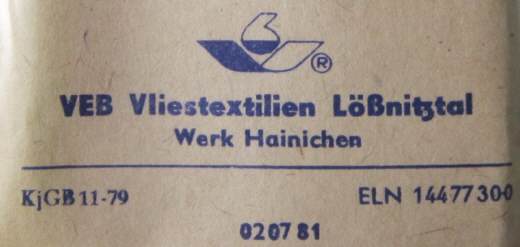 ®
VEB Vliestextilien Lößnitztal
Werk Hainichen
KjGB 11-79 ELN 14477300
020781